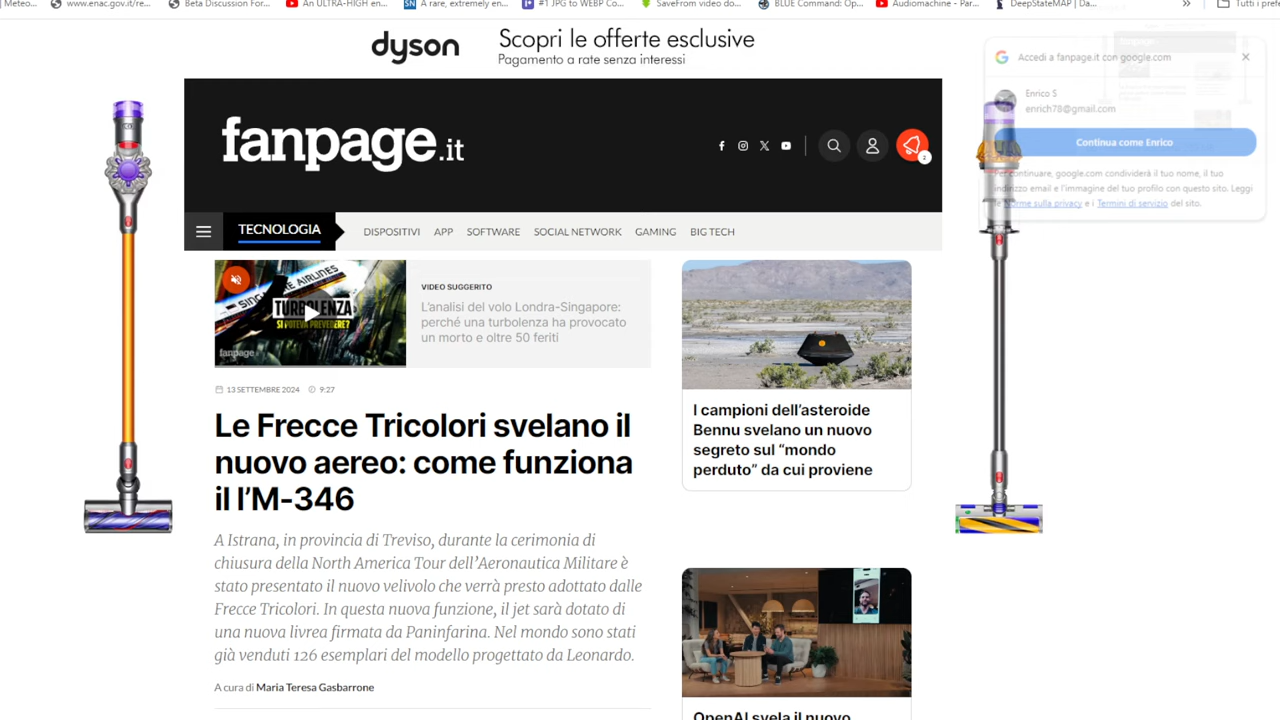 Meteo...
www.enac.gov.it/re...
Beta Discussion For...
An ULTRA-HIGH en...
SN
A rare, extremely en...
#1 JPG to WEBP Co...
SaveFrom video do...
BLUE Command: Op...
Audiomachine - Par...
DeepStateMAP | Da...
»
Tutti i prefe
dyson
Scopri le offerte esclusive
Pagamento a rate senza interessi
Accedi a fanpage.it con google.com
Enrico S
enrich78@gmail.com
Continua come Enrico
Per continuare, google.com condividerà il tuo nome, il tuo
indirizzo email e l'immagine del tuo profilo con questo sito. Leggi
le Norme sulla privacy e i Termini di servizio del sito.
fanpage.it
2
TECNOLOGIA
DISPOSITIVI
APP
SOFTWARE
SOCIAL NETWORK
GAMING
BIG TECH
TURBOLENZA
SI POTEVA PREVEDERE?
fanpage
VIDEO SUGGERITO
L'analisi del volo Londra-Singapore:
perché una turbolenza ha provocato
un morto e oltre 50 feriti
13 SETTEMBRE 2024
9:27
Le Frecce Tricolori svelano il
nuovo aereo: come funziona
il l'M-346
A Istrana, in provincia di Treviso, durante la cerimonia di
chiusura della North America Tour dell'Aeronautica Militare è
stato presentato il nuovo velivolo che verrà presto adottato dalle
Frecce Tricolori. In questa nuova funzione, il jet sarà dotato di
una nuova livrea firmata da Paninfarina. Nel mondo sono stati
già venduti 126 esemplari del modello progettato da Leonardo.
A cura di Maria Teresa Gasbarrone
I campioni dell'asteroide
Bennu svelano un nuovo
segreto sul “mondo
perduto” da cui proviene
OpenAI svela il nuovo